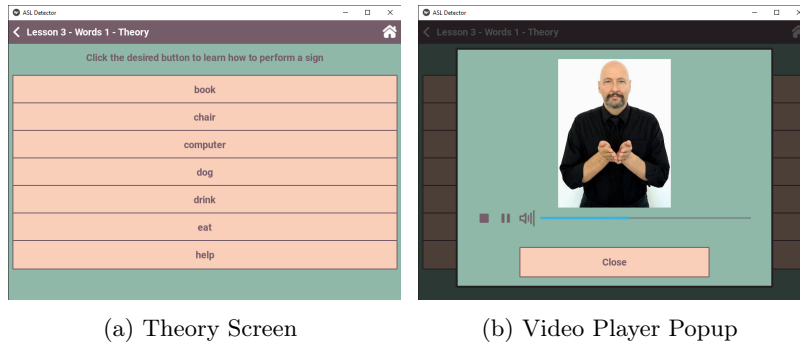 ASL Detector
Lesson 3 - Words 1 - Theory
Click the desired button to learn how to perform a sign
book
chair
computer
dog
drink
eat
help
(a) Theory Screen
ASL Detector
Lesson 3 - Words 1 - Theory
Close
(b) Video Player Popup